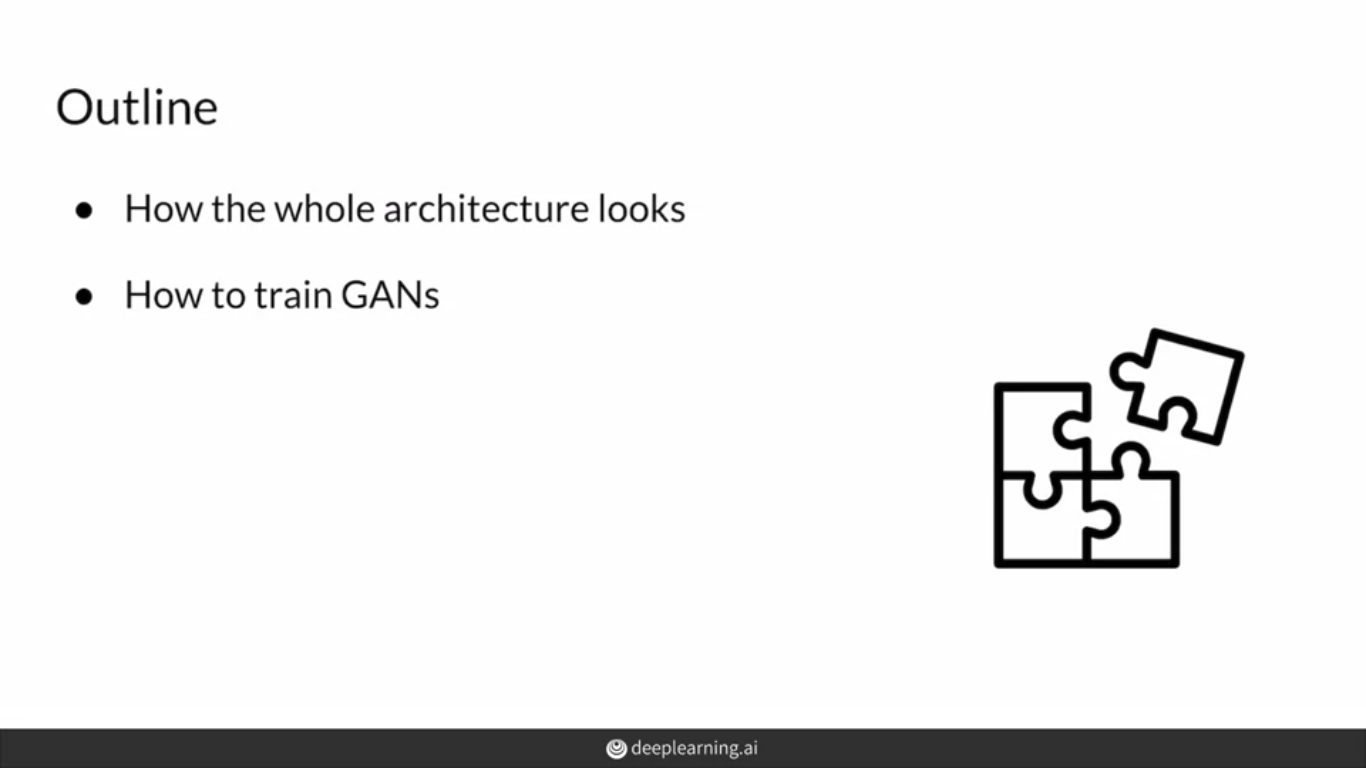 Outline
● How the whole architecture looks
● How to train GANs
deeplearning.ai